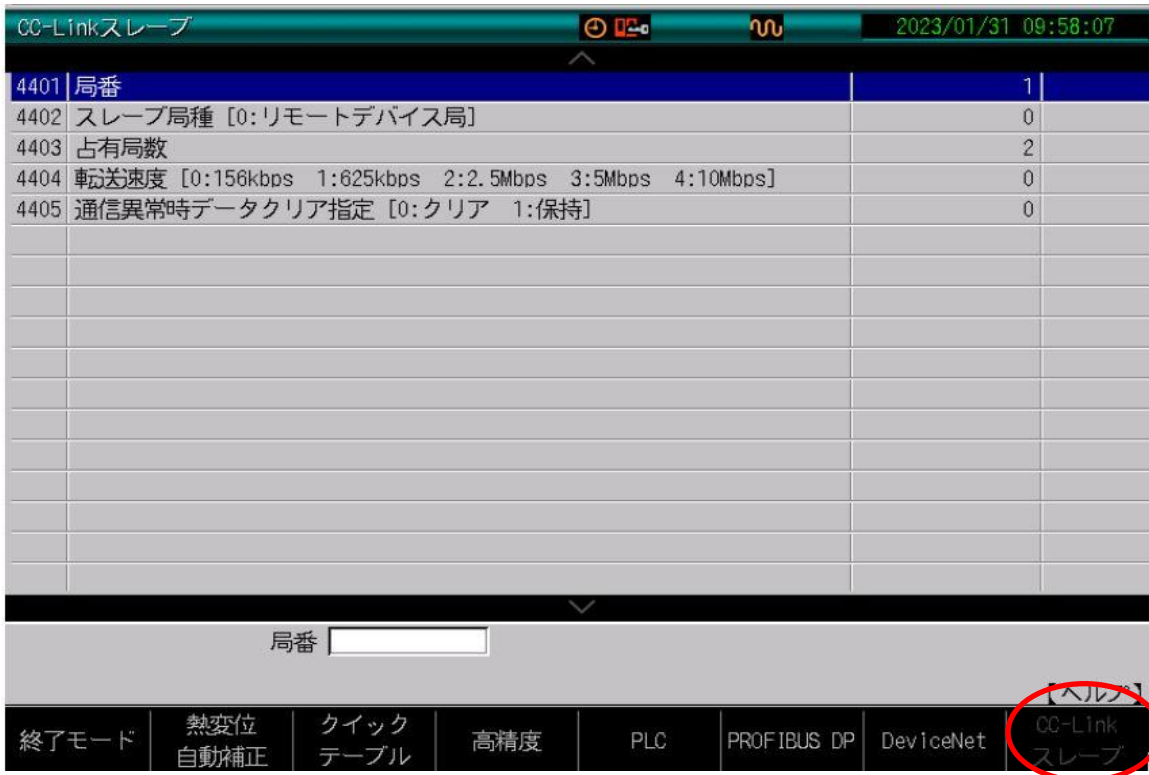 CC-Linkスレーブ 2023/01/31 09:58:07
4401 局番 1
4402 スレーブ局種 [0:リモートデバイス局] 0
4403 占有局数 2
4404 転送速度 [0:156kbps 1:625kbps 2:2.5Mbps 3:5Mbps 4:10Mbps] 0
4405 通信異常時データクリア指定 [0:クリア 1:保持] 0
局番
【ヘルプ】
終了モード 熱変位 クイック 高精度 PLC PROFIBUS DP DeviceNet CC-Link
自動補正 テーブル スレーブ